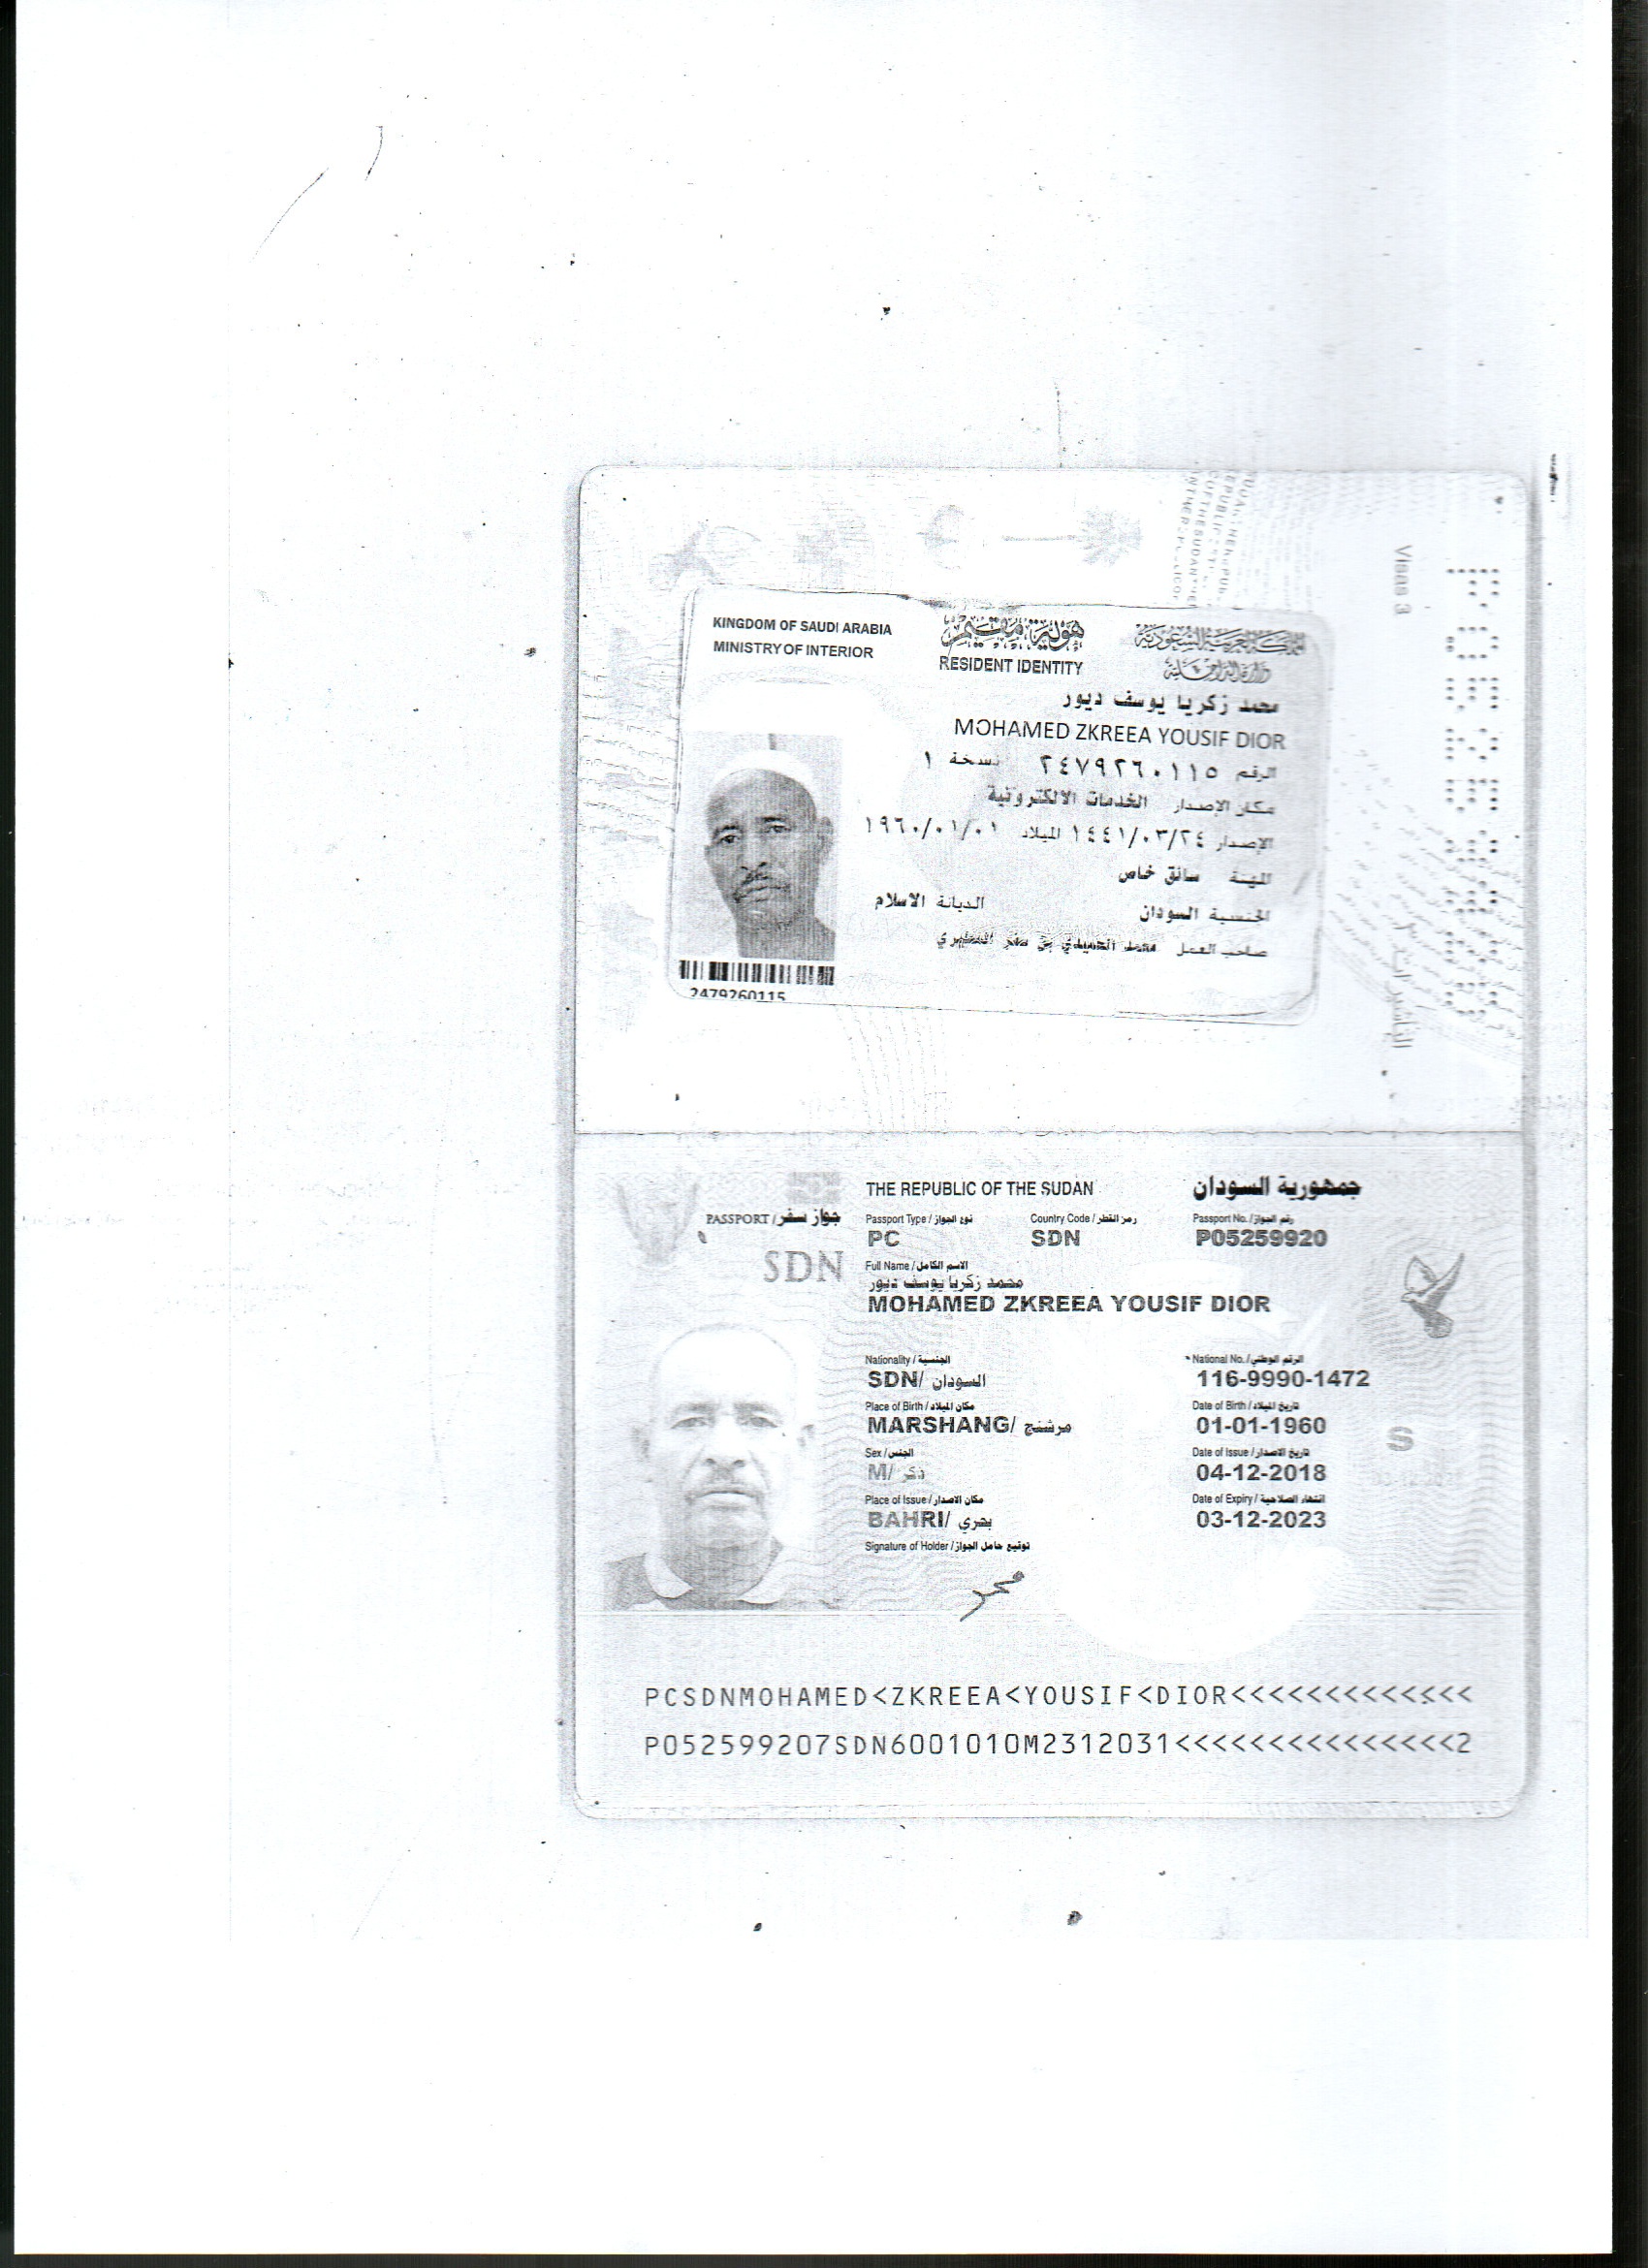 Visas 3
التأشيرات
KINGDOM OF SAUDI ARABIA
MINISTRY OF INTERIOR
هوية مقيم
RESIDENT IDENTITY
المملكة العربية السعودية
وزارة الداخلية
محمد زكريا يوسف ديور
MOHAMED ZKREEA YOUSIF DIOR
الرقم ٢٤٧٩٢٦٠١١٥ نسخة ١
مكان الإصدار الخدمات الالكترونية
الإصدار ١٤٤١/٠٣/٢٤ الميلاد ١٩٦٠/٠١/٠١
المهنة سائق خاص
الجنسية السودان الديانة الاسلام
صاحب العمل محمد الحميدي بن المطيري
2479260115
THE REPUBLIC OF THE SUDAN جمهورية السودان
PASSPORT / جواز سفر
SDN
Passport Type / نوع الجواز Country Code / رمز القطر Passport No. / رقم الجواز
PC SDN P05259920
Full Name / الاسم الكامل
محمد زكريا يوسف ديور
MOHAMED ZKREEA YOUSIF DIOR
Nationality / الجنسية National No. / الرقم الوطني
SDN/ السودان 116-9990-1472
Place of Birth / مكان الميلاد Date of Birth / تاريخ الميلاد
MARSHANG/ مرشنج 01-01-1960
Sex / الجنس Date of Issue / تاريخ الاصدار
M/ ذكر 04-12-2018
Place of Issue / مكان الاصدار Date of Expiry / انتهاء الصلاحية
BAHRI/ بحري 03-12-2023
S
Signature of Holder / توقيع حامل الجواز
محمد
PCSDNMOHAMED<ZKREEA<YOUSIF<DIOR<<<<<<<<<<<<<
P052599207SDN6001010M2312031<<<<<<<<<<<<<<<2